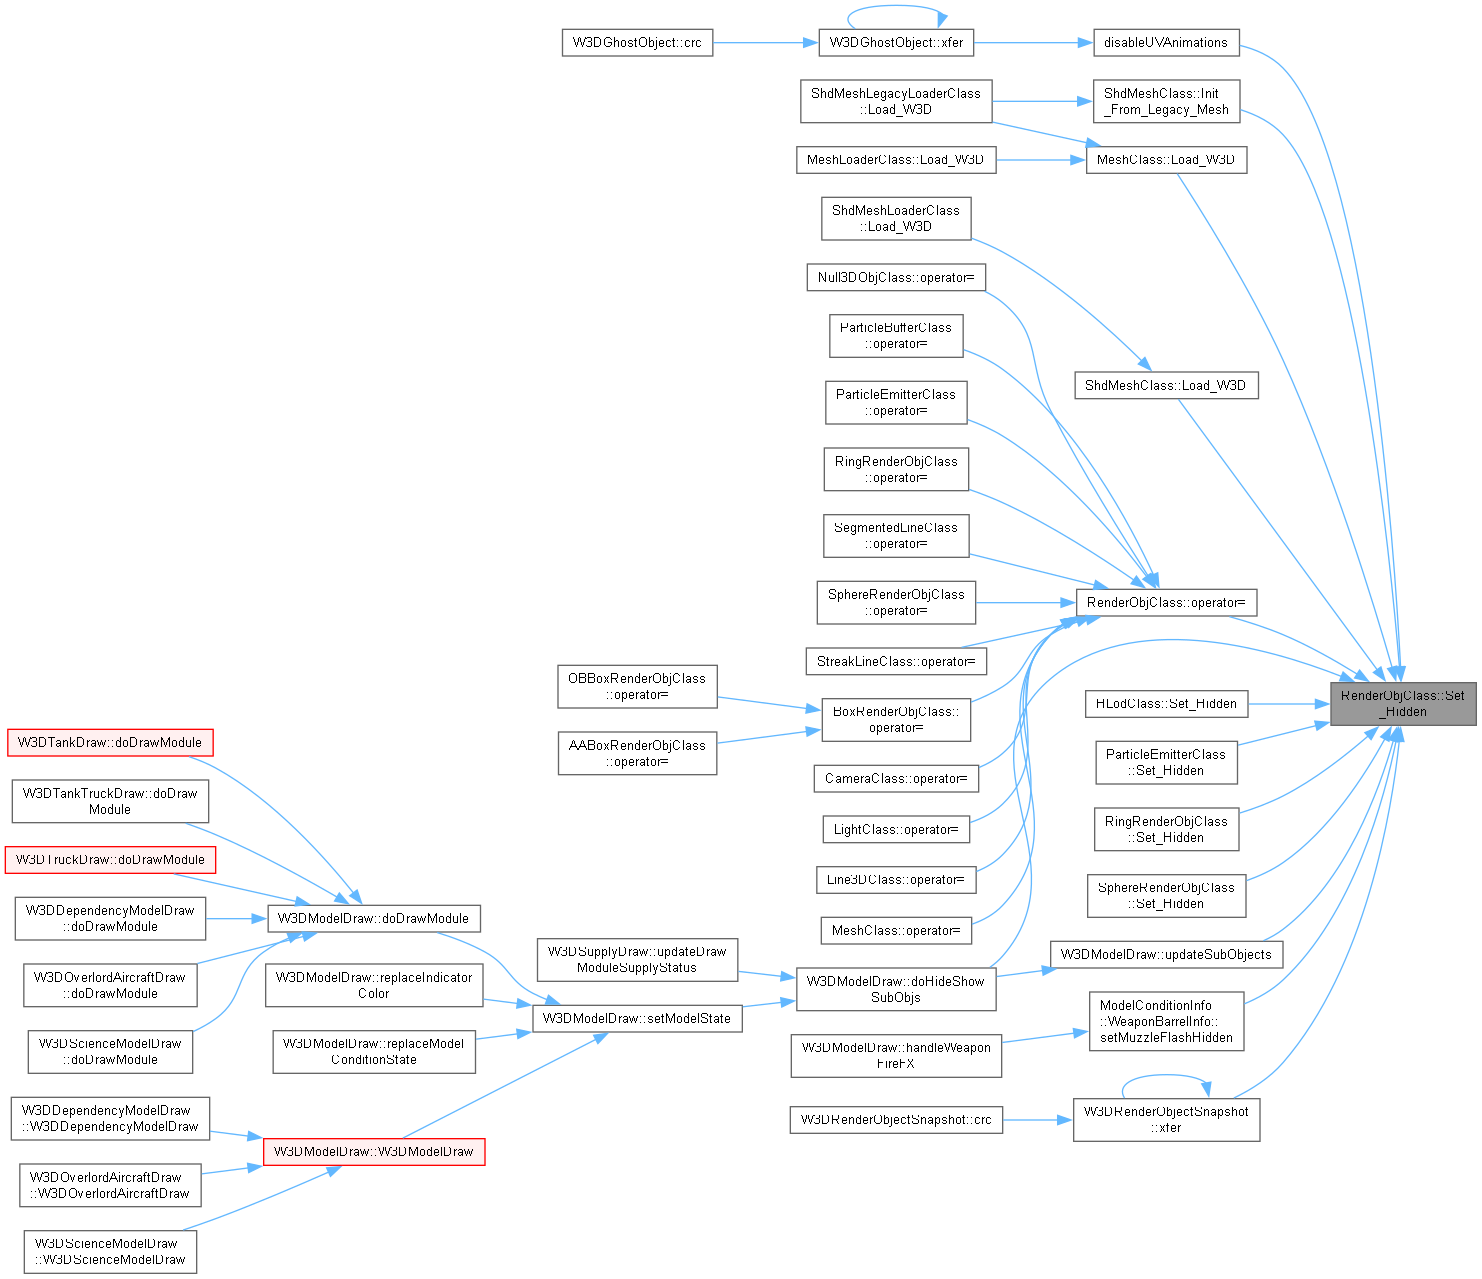 W3DGhostObject::crc
W3DGhostObject::xfer
disableUVAnimations
ShdMeshLegacyLoaderClass
::Load_W3D
ShdMeshClass::Init
_From_Legacy_Mesh
MeshLoaderClass::Load_W3D
MeshClass::Load_W3D
ShdMeshLoaderClass
::Load_W3D
Null3DObjClass::operator=
ParticleBufferClass
::operator=
ShdMeshClass::Load_W3D
ParticleEmitterClass
::operator=
RingRenderObjClass
::operator=
SegmentedLineClass
::operator=
SphereRenderObjClass
::operator=
RenderObjClass::operator=
StreakLineClass::operator=
OBBoxRenderObjClass
::operator=
BoxRenderObjClass::
operator=
AABoxRenderObjClass
::operator=
RenderObjClass::Set
_Hidden
HLodClass::Set_Hidden
ParticleEmitterClass
::Set_Hidden
CameraClass::operator=
RingRenderObjClass
::Set_Hidden
LightClass::operator=
Line3DClass::operator=
SphereRenderObjClass
::Set_Hidden
MeshClass::operator=
W3DTankDraw::doDrawModule
W3DTankTruckDraw::doDraw
Module
W3DTruckDraw::doDrawModule
W3DDependencyModelDraw
::doDrawModule
W3DModelDraw::doDrawModule
W3DOverlordAircraftDraw
::doDrawModule
W3DScienceModelDraw
::doDrawModule
W3DModelDraw::replaceIndicator
Color
W3DModelDraw::replaceModel
ConditionState
W3DSupplyDraw::updateDraw
ModuleSupplyStatus
W3DModelDraw::setModelState
W3DModelDraw::doHideShow
SubObjs
W3DModelDraw::updateSubObjects
W3DModelDraw::handleWeapon
FireFX
ModelConditionInfo
::WeaponBarrelInfo::
setMuzzleFlashHidden
W3DRenderObjectSnapshot::crc
W3DRenderObjectSnapshot
::xfer
W3DDependencyModelDraw
::W3DDependencyModelDraw
W3DModelDraw::W3DModelDraw
W3DOverlordAircraftDraw
::W3DOverlordAircraftDraw
W3DScienceModelDraw
::W3DScienceModelDraw